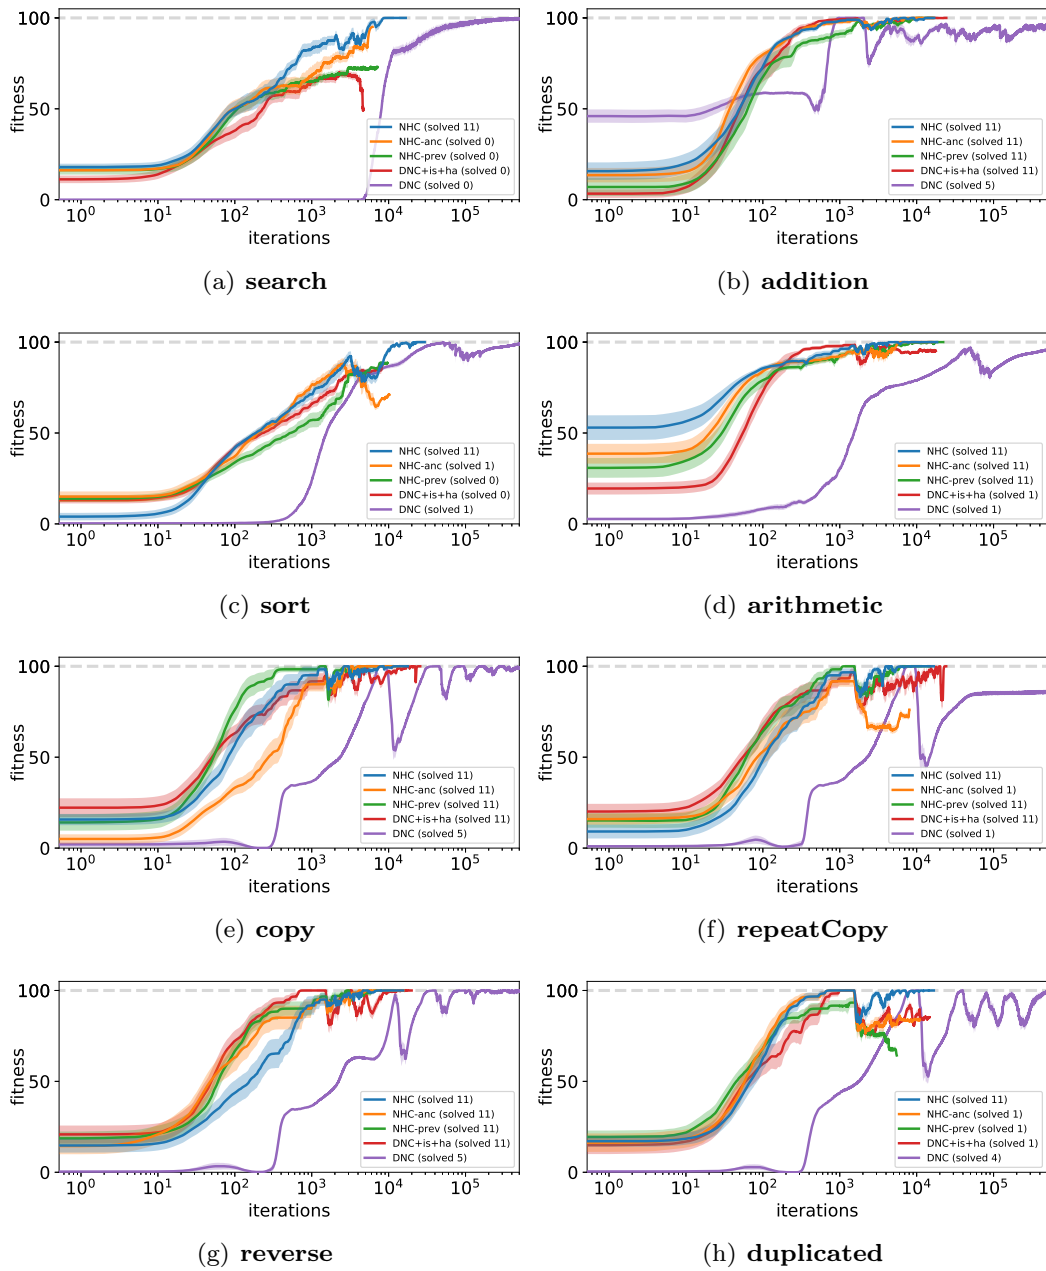 100
50
0
fitness
NHC (solved 11)
NHC-anc (solved 0)
NHC-prev (solved 0)
DNC+is+ha (solved 0)
DNC (solved 0)
10^0 10^1 10^2 10^3 10^4 10^5
iterations
(a) search
100
50
0
fitness
NHC (solved 11)
NHC-anc (solved 11)
NHC-prev (solved 11)
DNC+is+ha (solved 11)
DNC (solved 5)
10^0 10^1 10^2 10^3 10^4 10^5
iterations
(b) addition
100
50
0
fitness
NHC (solved 11)
NHC-anc (solved 1)
NHC-prev (solved 0)
DNC+is+ha (solved 0)
DNC (solved 1)
10^0 10^1 10^2 10^3 10^4 10^5
iterations
(c) sort
100
50
0
fitness
NHC (solved 11)
NHC-anc (solved 11)
NHC-prev (solved 11)
DNC+is+ha (solved 1)
DNC (solved 1)
10^0 10^1 10^2 10^3 10^4 10^5
iterations
(d) arithmetic
100
50
0
fitness
NHC (solved 11)
NHC-anc (solved 11)
NHC-prev (solved 11)
DNC+is+ha (solved 11)
DNC (solved 5)
10^0 10^1 10^2 10^3 10^4 10^5
iterations
(e) copy
100
50
0
fitness
NHC (solved 11)
NHC-anc (solved 1)
NHC-prev (solved 11)
DNC+is+ha (solved 11)
DNC (solved 1)
10^0 10^1 10^2 10^3 10^4 10^5
iterations
(f) repeatCopy
100
50
0
fitness
NHC (solved 11)
NHC-anc (solved 11)
NHC-prev (solved 11)
DNC+is+ha (solved 11)
DNC (solved 5)
10^0 10^1 10^2 10^3 10^4 10^5
iterations
(g) reverse
100
50
0
fitness
NHC (solved 11)
NHC-anc (solved 1)
NHC-prev (solved 1)
DNC+is+ha (solved 1)
DNC (solved 4)
10^0 10^1 10^2 10^3 10^4 10^5
iterations
(h) duplicated